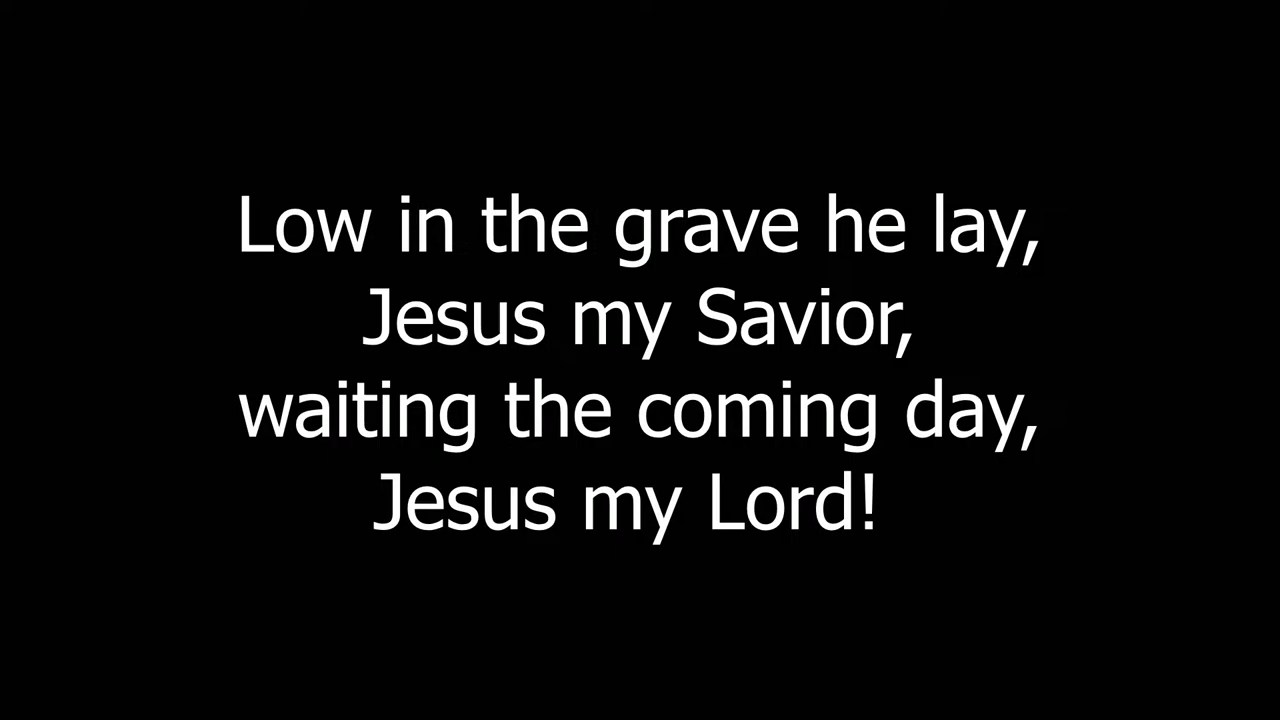 Low in the grave he lay,
Jesus my Savior,
waiting the coming day,
Jesus my Lord!